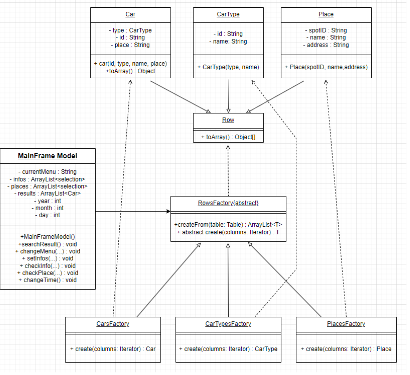 Car
- type : CarType
- id : String
- place : String
+ car(id, type, name, place)
+toArray() : Object
CarType
- id : String
- name: String
+ CarType(type, name)
Place
- spotID : String
- name : String
- address : String
+ Place(spotID, name,address)
Row
+ toArray() : Object[]
MainFrame Model
- currentMenu : String
- infos : ArrayList<selection>
- places : ArrayList<selection>
- results : ArrayList<Car>
- year : int
- month : int
- day : int
+MainFrameModel()
- searchResult() : void
+ changeMenu(...) : void
+ setInfos(...) : void
+ checkInfo(...) : void
+ checkPlace(...) : void
+ changeTime() : void
RowsFactory(abstract)
+createFrom(table: Table) : ArrayList<T>
+ abstract create(columns: Iterator) : T
CarsFactory
+ create(columns: Iterator) : Car
CarTypesFactory
+ create(columns: Iterator) : CarType
PlacesFactory
+ create(columns: Iterator) : Place